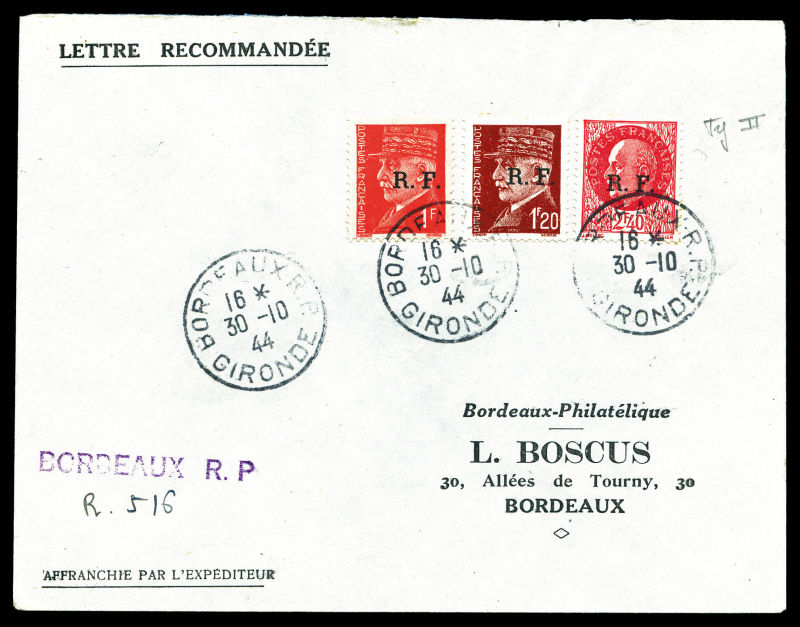 LETTRE RECOMMANDÉE
Ty II
POSTES FRANÇAISES
R.F.
1F
POSTES FRANÇAISES
R.F.
1F20
POSTES FRANÇAISES
R.F.
2F40
BORDEAUX R.P.
16 *
30 -10
44
GIRONDE
BORDEAUX R.P.
16 *
30 -10
44
GIRONDE
BORDEAUX R.P.
16 *
30 -10
44
GIRONDE
Bordeaux-Philatélique
L. BOSCUS
30, Allées de Tourny, 30
BORDEAUX
BORDEAUX R. P
R. 516
AFFRANCHIE PAR L'EXPÉDITEUR